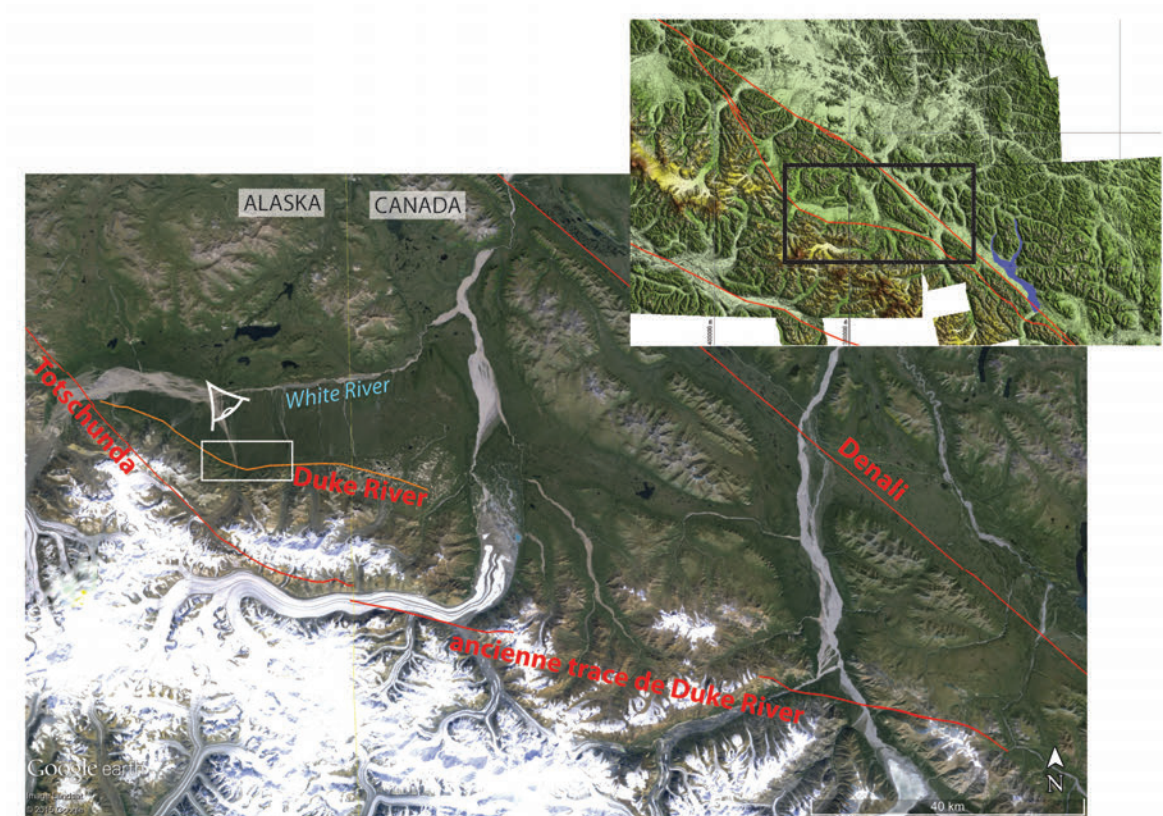 ALASKA
CANADA
Totschunda
White River
Duke River
Denali
ancienne trace de Duke River
Google earth
N
40 km